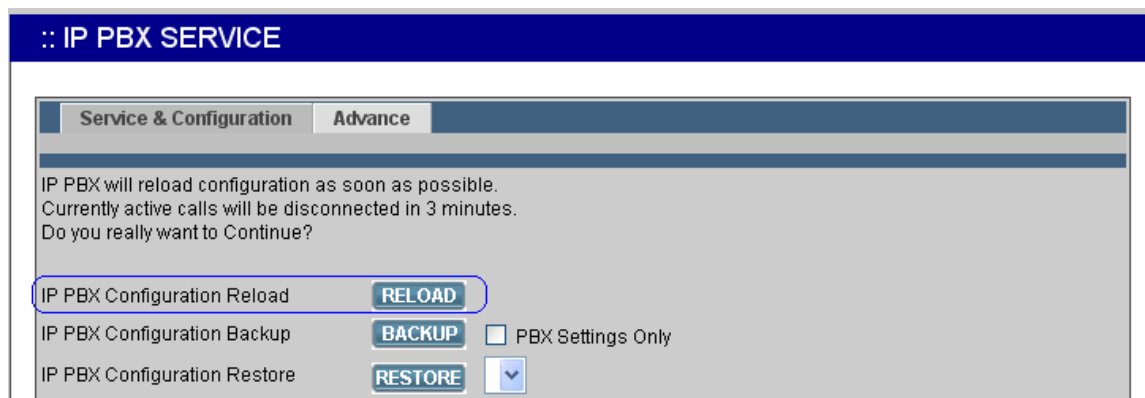 :: IP PBX SERVICE
Service & Configuration Advance
IP PBX will reload configuration as soon as possible.
Currently active calls will be disconnected in 3 minutes.
Do you really want to Continue?
IP PBX Configuration Reload RELOAD
IP PBX Configuration Backup BACKUP PBX Settings Only
IP PBX Configuration Restore RESTORE